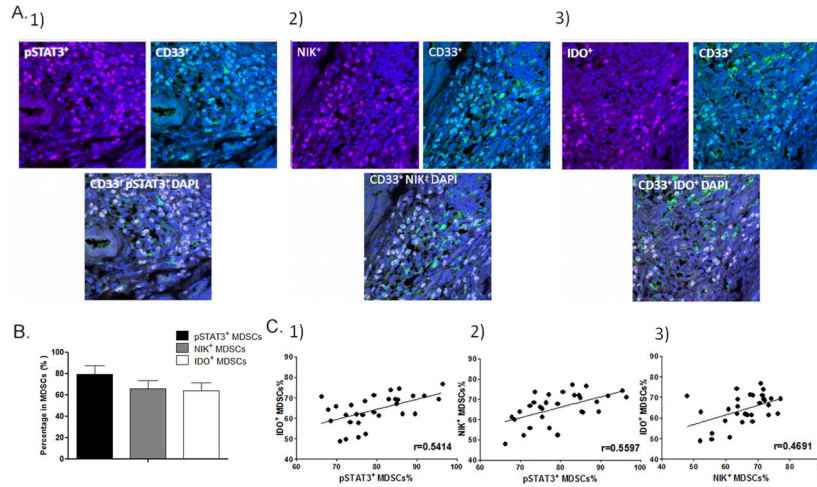 A.
1)
2)
3)
pSTAT3⁺
CD33⁺
NIK⁺
CD33⁺
IDO⁺
CD33⁺
CD33⁺pSTAT3⁺DAPI
CD33⁺NIK⁺DAPI
CD33⁺IDO⁺DAPI
B.
pSTAT3⁺ MDSCs
NIK⁺ MDSCs
IDO⁺ MDSCs
Percentage in MDSCs (%)
100
80
60
40
20
0
C.
1)
IDO⁺ MDSCs%
90
80
70
60
50
40
30
60
70
80
90
100
r=0.5414
pSTAT3⁺ MDSCs%
2)
NIK⁺ MDSCs%
90
80
70
60
50
40
30
60
70
80
90
100
r=0.5597
pSTAT3⁺ MDSCs%
3)
IDO⁺ MDSCs%
90
80
70
60
50
40
30
40
50
60
70
80
r=0.4691
NIK⁺ MDSCs%